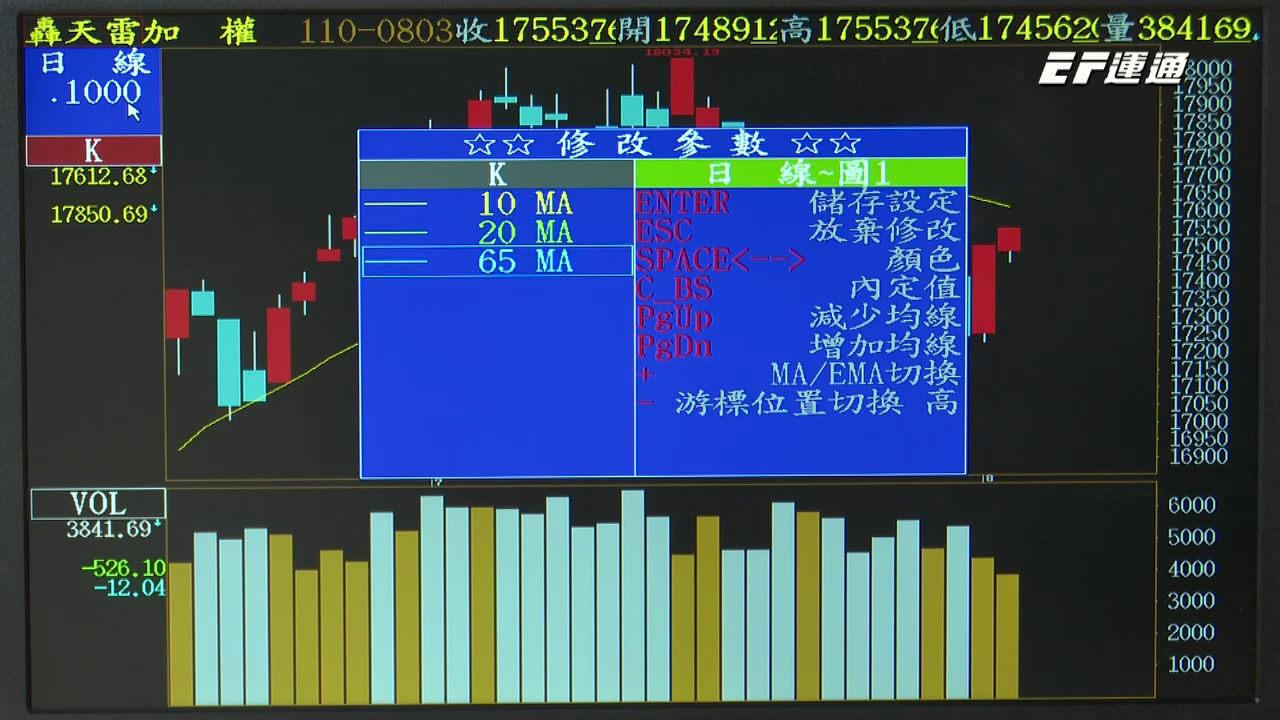 轟天雷加 權 110-0803收175537開174891高175537低174562量384169
18034.19
EF運通
日 線
.1000
K
17612.68
17850.69
☆☆ 修 改 參 數 ☆☆
K 日 線~圖1
10 MA
20 MA
65 MA
ENTER 儲存設定
ESC 放棄修改
SPACE<--> 顏色
C_BS 內定值
PgUp 減少均線
PgDn 增加均線
+ MA/EMA切換
- 游標位置切換 高
8000
17950
17900
17850
17800
17750
17700
17650
17600
17550
17500
17450
17400
17350
17300
17250
17200
17150
17100
17050
17000
16950
16900
7
8
VOL
3841.69
-526.10
-12.04
6000
5000
4000
3000
2000
1000